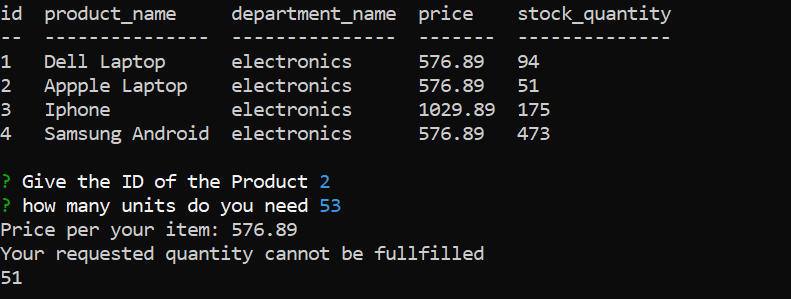 id  product_name     department_name  price    stock_quantity
--  ---------------  ---------------  -------  --------------
1   Dell Laptop      electronics      576.89   94
2   Appple Laptop    electronics      576.89   51
3   Iphone           electronics      1029.89  175
4   Samsung Android  electronics      576.89   473
? Give the ID of the Product 2
? how many units do you need 53
Price per your item: 576.89
Your requested quantity cannot be fullfilled
51